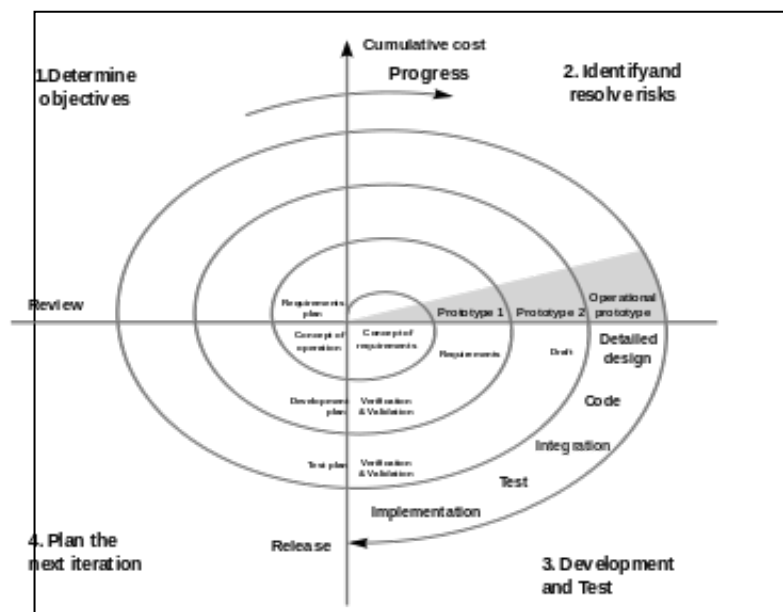 Cumulative cost
Progress
1.Determine
objectives
2. Identifyand
resolverisks
Review
Requirements
plan
Concept of
operation
Concept of
requirements
Prototype 1
Prototype 2
Operational
prototype
Requirements
Draft
Detailed
design
Development
plan
Verification
& Validation
Code
Integration
Test plan
Verification
& Validation
Test
Implementation
Release
4. Plan the
next iteration
3. Development
and Test